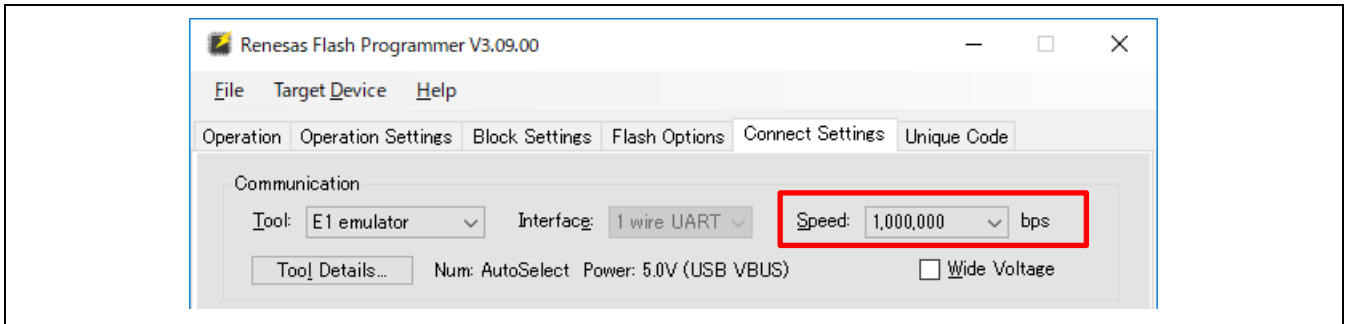 Renesas Flash Programmer V3.09.00
File Target Device Help
Operation Operation Settings Block Settings Flash Options Connect Settings Unique Code
Communication
Tool: E1 emulator Interface: 1 wire UART Speed: 1,000,000 bps
Tool Details... Num: AutoSelect Power: 5.0V (USB VBUS) Wide Voltage